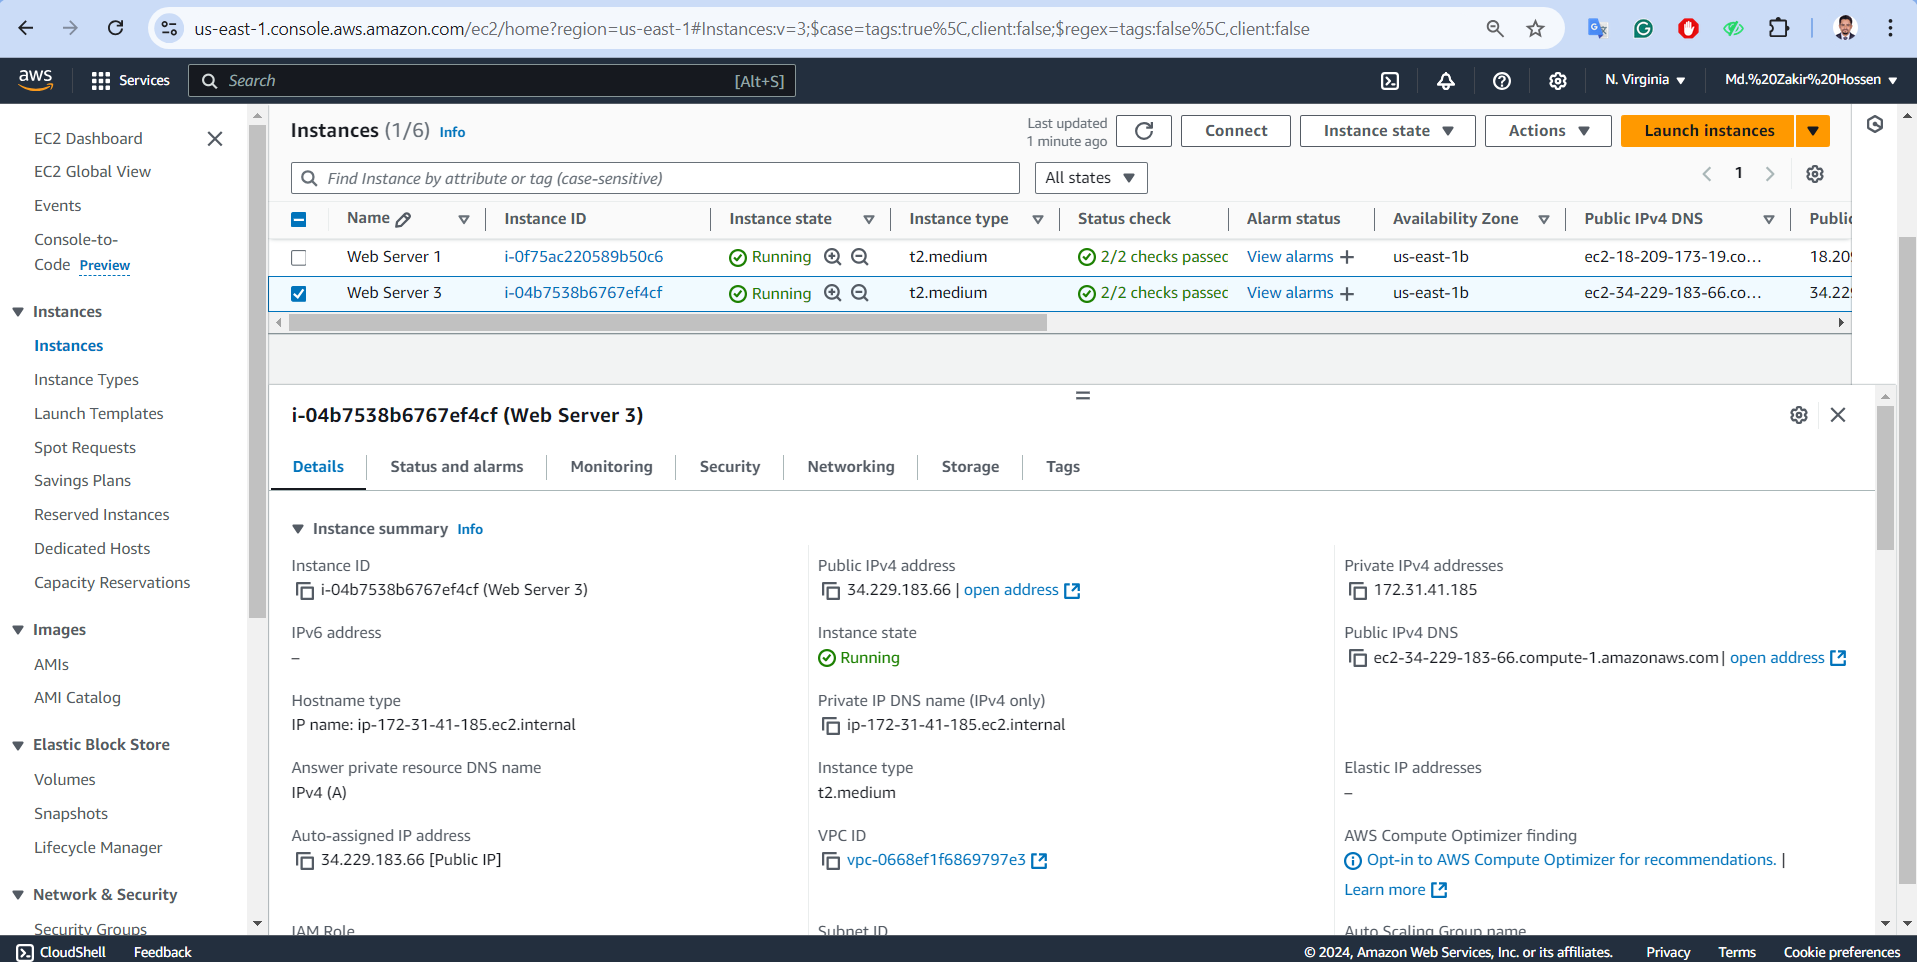 us-east-1.console.aws.amazon.com/ec2/home?region=us-east-1#Instances:v=3;$case=tags:true%5C,client:false;$regex=tags:false%5C,client:false
aws
Services
Search
[Alt+S]
N. Virginia
Md.%20Zakir%20Hossen
EC2 Dashboard
EC2 Global View
Events
Console-to-
Code Preview
Instances
Instances
Instance Types
Launch Templates
Spot Requests
Savings Plans
Reserved Instances
Dedicated Hosts
Capacity Reservations
Images
AMIs
AMI Catalog
Elastic Block Store
Volumes
Snapshots
Lifecycle Manager
Network & Security
Security Groups
Instances (1/6) Info
Last updated
1 minute ago
Connect
Instance state
Actions
Launch instances
Find Instance by attribute or tag (case-sensitive)
All states
1
Name Instance ID Instance state Instance type Status check Alarm status Availability Zone Public IPv4 DNS Public
Web Server 1 i-0f75ac220589b50c6 Running t2.medium 2/2 checks passec View alarms + us-east-1b ec2-18-209-173-19.co... 18.209
Web Server 3 i-04b7538b6767ef4cf Running t2.medium 2/2 checks passec View alarms + us-east-1b ec2-34-229-183-66.co... 34.229
i-04b7538b6767ef4cf (Web Server 3)
Details
Status and alarms
Monitoring
Security
Networking
Storage
Tags
Instance summary Info
Instance ID
i-04b7538b6767ef4cf (Web Server 3)
Public IPv4 address
34.229.183.66 | open address
Private IPv4 addresses
172.31.41.185
IPv6 address
–
Instance state
Running
Public IPv4 DNS
ec2-34-229-183-66.compute-1.amazonaws.com | open address
Hostname type
IP name: ip-172-31-41-185.ec2.internal
Private IP DNS name (IPv4 only)
ip-172-31-41-185.ec2.internal
Answer private resource DNS name
IPv4 (A)
Instance type
t2.medium
Elastic IP addresses
–
Auto-assigned IP address
34.229.183.66 [Public IP]
VPC ID
vpc-0668ef1f6869797e3
AWS Compute Optimizer finding
Opt-in to AWS Compute Optimizer for recommendations. |
Learn more
IAM Role
Subnet ID
Auto Scaling Group name
CloudShell
Feedback
© 2024, Amazon Web Services, Inc. or its affiliates.
Privacy
Terms
Cookie preferences